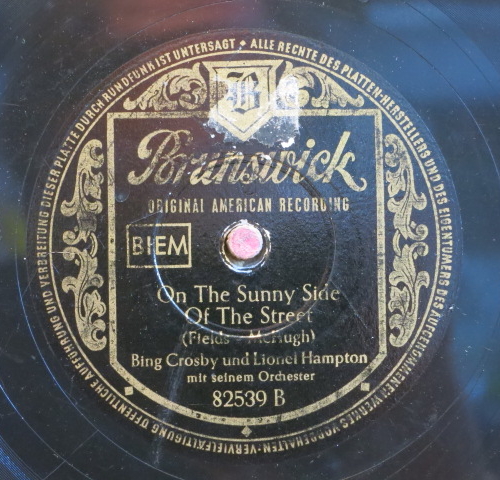 ALLE RECHTE DES PLATTEN-HERSTELLERS UND DES EIGENTÜMERS DES AUFGENOMMENEN WERKES VORBEHALTEN · VERVIELFÄLTIGUNG ÖFFENTLICHE AUFFÜHRUNG UND VERBREITUNG DIESER PLATTE DURCH RUNDFUNK IST UNTERSAGT
B
Brunswick
ORIGINAL AMERICAN RECORDING
BIEM
On The Sunny Side
Of The Street
(Fields - McHugh)
Bing Crosby und Lionel Hampton
mit seinem Orchester
82539 B